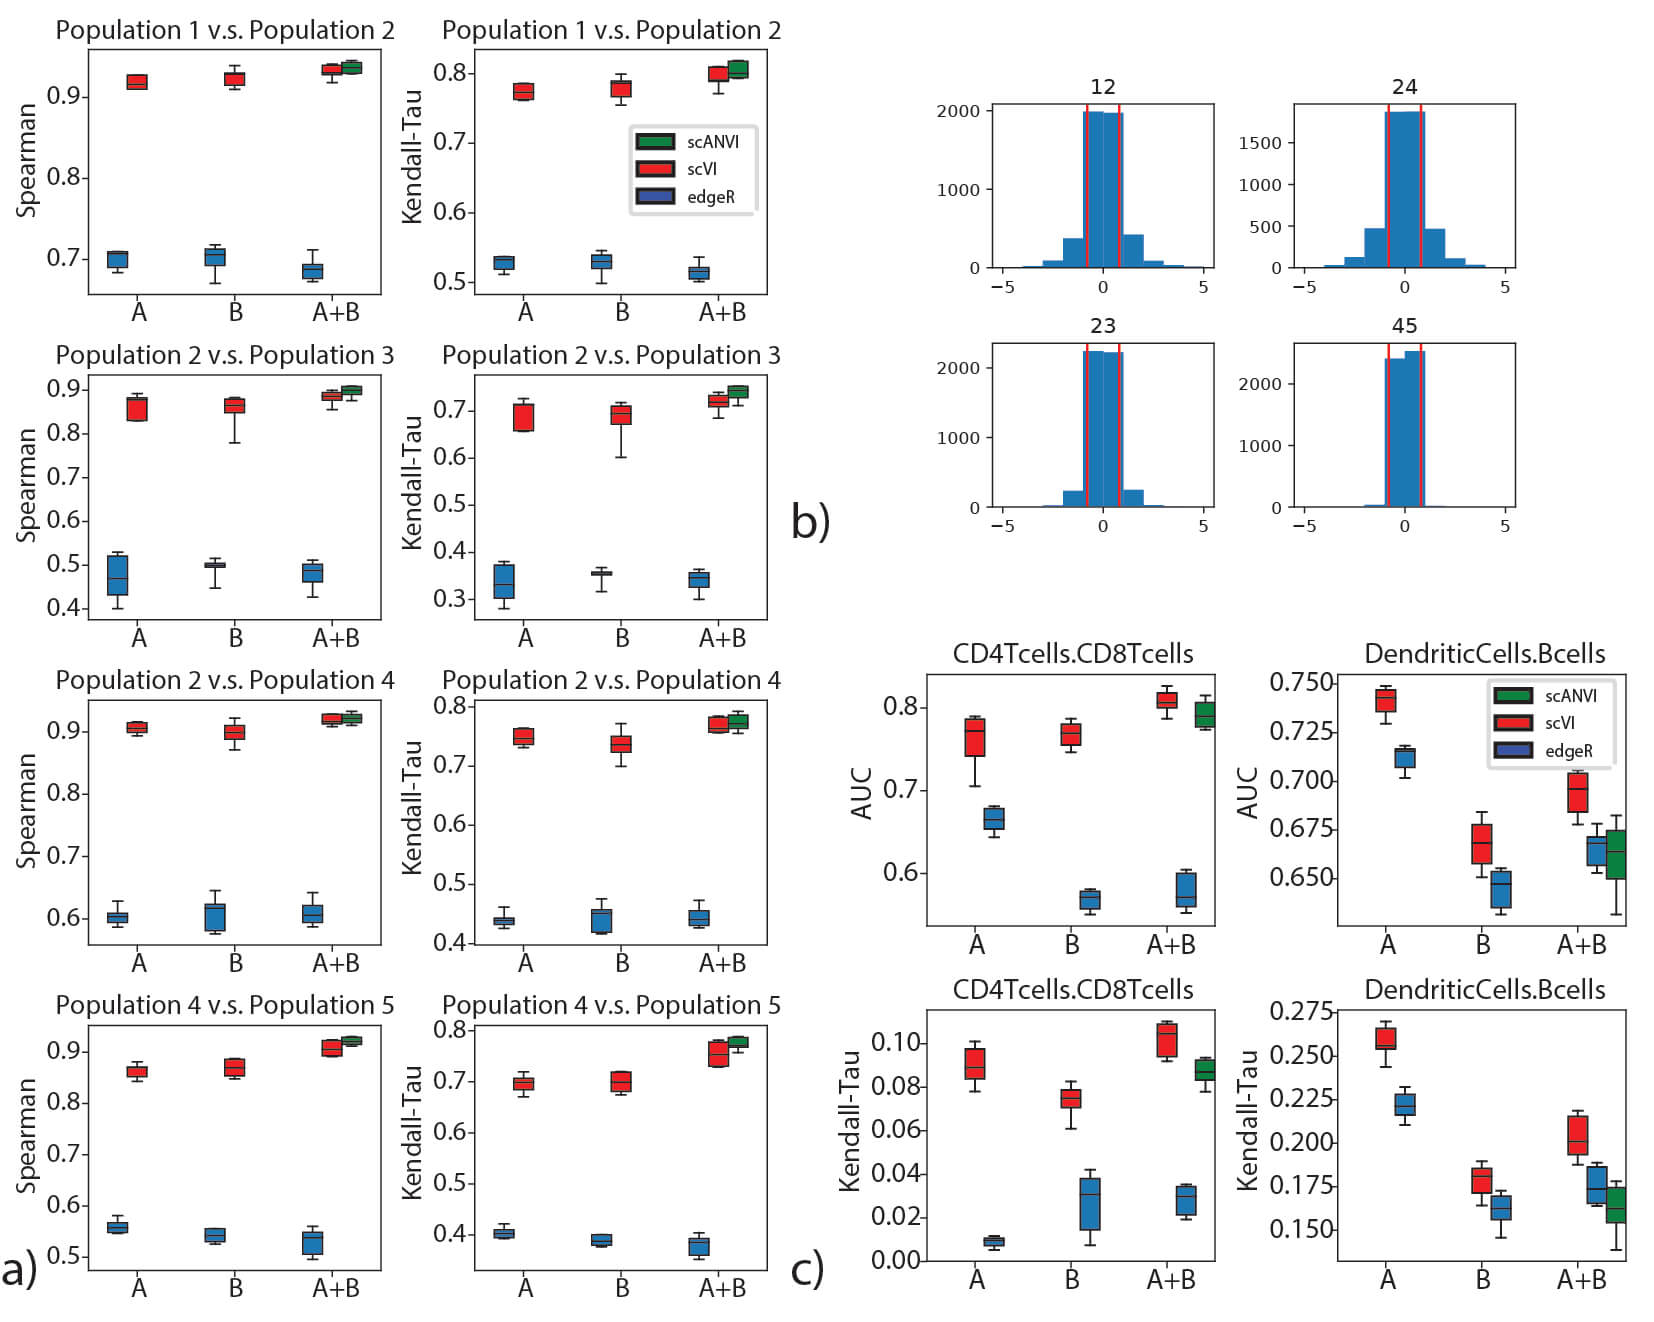 Population 1 v.s. Population 2
Spearman
0.9
0.8
0.7
A B A+B
Population 1 v.s. Population 2
Kendall-Tau
0.8
0.7
0.6
0.5
scANVI
scVI
edgeR
A B A+B
Population 2 v.s. Population 3
Spearman
0.9
0.8
0.7
0.6
0.5
0.4
A B A+B
Population 2 v.s. Population 3
Kendall-Tau
0.7
0.6
0.5
0.4
0.3
A B A+B
Population 2 v.s. Population 4
Spearman
0.9
0.8
0.7
0.6
A B A+B
Population 2 v.s. Population 4
Kendall-Tau
0.8
0.7
0.6
0.5
0.4
A B A+B
Population 4 v.s. Population 5
Spearman
0.9
0.8
0.7
0.6
0.5
A B A+B
Population 4 v.s. Population 5
Kendall-Tau
0.8
0.7
0.6
0.5
0.4
A B A+B
a)
12
2000
1000
0
−5 0 5
24
1500
1000
500
0
−5 0 5
23
2000
1000
0
−5 0 5
45
2000
1000
0
−5 0 5
b)
CD4Tcells.CD8Tcells
AUC
0.8
0.7
0.6
A B A+B
DendriticCells.Bcells
AUC
0.750
0.725
0.700
0.675
0.650
scANVI
scVI
edgeR
A B A+B
CD4Tcells.CD8Tcells
Kendall-Tau
0.10
0.08
0.06
0.04
0.02
0.00
A B A+B
DendriticCells.Bcells
Kendall-Tau
0.275
0.250
0.225
0.200
0.175
0.150
A B A+B
c)